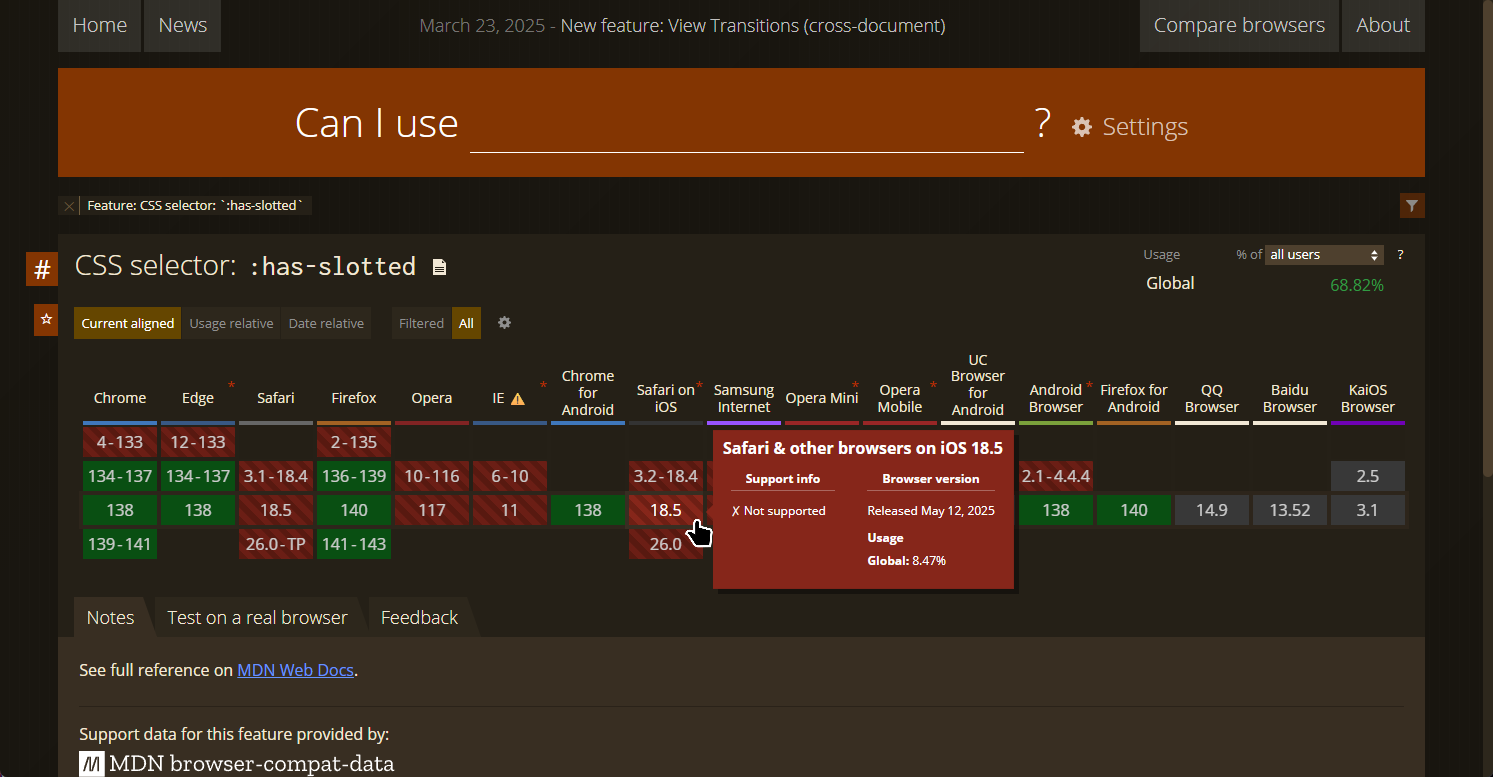 Home News March 23, 2025 - New feature: View Transitions (cross-document) Compare browsers About
Can I use ? Settings
Feature: CSS selector: `:has-slotted`
# CSS selector: :has-slotted
Usage % of all users ?
Global 68.82%
Current aligned Usage relative Date relative Filtered All
Chrome
Edge *
Safari
Firefox
Opera
IE *
Chrome for Android
Safari on iOS *
Samsung Internet
Opera Mini *
Opera Mobile *
UC Browser for Android
Android Browser *
Firefox for Android
QQ Browser
Baidu Browser
KaiOS Browser
4-133 12-133 2-135
134-137 134-137 3.1-18.4 136-139 10-116 6-10 3.2-18.4 2.1-4.4.4 2.5
138 138 18.5 140 117 11 138 18.5 138 140 14.9 13.52 3.1
139-141 26.0-TP 141-143 26.0
Safari & other browsers on iOS 18.5
Support info Browser version
✗ Not supported Released May 12, 2025
Usage
Global: 8.47%
Notes Test on a real browser Feedback
See full reference on MDN Web Docs.
Support data for this feature provided by:
M MDN browser-compat-data